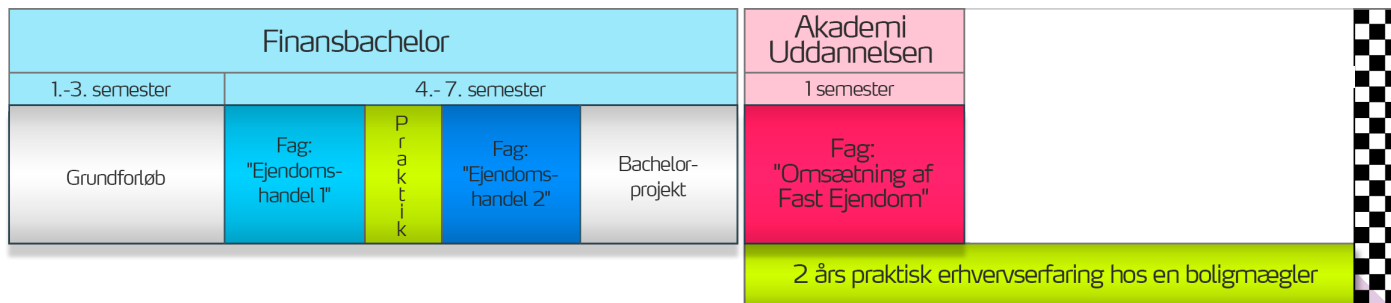 Finansbachelor
1.-3. semester
4.- 7. semester
Grundforløb
Fag:
"Ejendoms-
handel 1"
Praktik
Fag:
"Ejendoms-
handel 2"
Bachelor-
projekt
Akademi
Uddannelsen
1 semester
Fag:
"Omsætning af
Fast Ejendom"
2 års praktisk erhvervserfaring hos en boligmægler